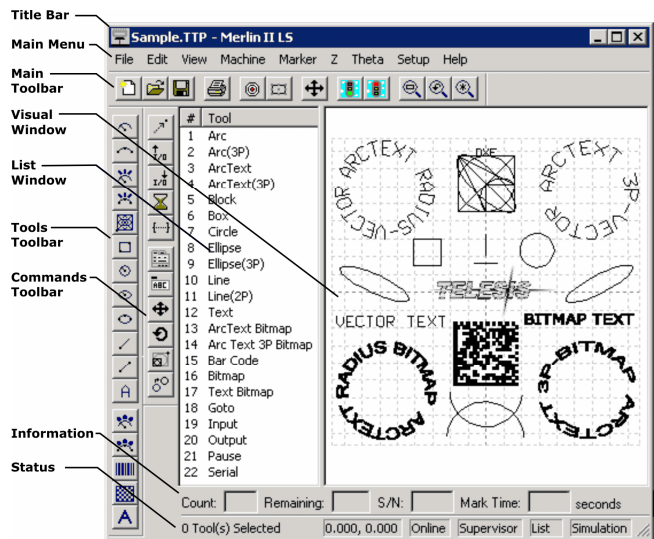 Title Bar
Sample.TTP - Merlin II LS
Main Menu
File Edit View Machine Marker Z Theta Setup Help
Main
Toolbar
Visual
Window
List
Window
Tools
Toolbar
Commands
Toolbar
Information
Status
I/O
I/O
ABC
A
A
# Tool
1 Arc
2 Arc(3P)
3 ArcText
4 ArcText(3P)
5 Block
6 Box
7 Circle
8 Ellipse
9 Ellipse(3P)
10 Line
11 Line(2P)
12 Text
13 ArcText Bitmap
14 Arc Text 3P Bitmap
15 Bar Code
16 Bitmap
17 Text Bitmap
18 Goto
19 Input
20 Output
21 Pause
22 Serial
RADIUS-VECTOR ARCTEXT
DXF
3P-VECTOR ARCTEXT
TELESIS
VECTOR TEXT
BITMAP TEXT
ARCTEXT RADIUS BITMAP
3P-BITMAP ARCTEXT
Count: Remaining: S/N: Mark Time: seconds
0 Tool(s) Selected 0.000, 0.000 Online Supervisor List Simulation